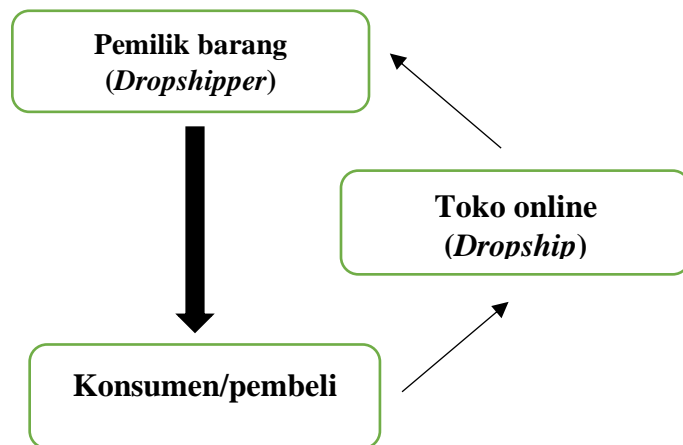 Pemilik barang
(Dropshipper)
Toko online
(Dropship)
Konsumen/pembeli